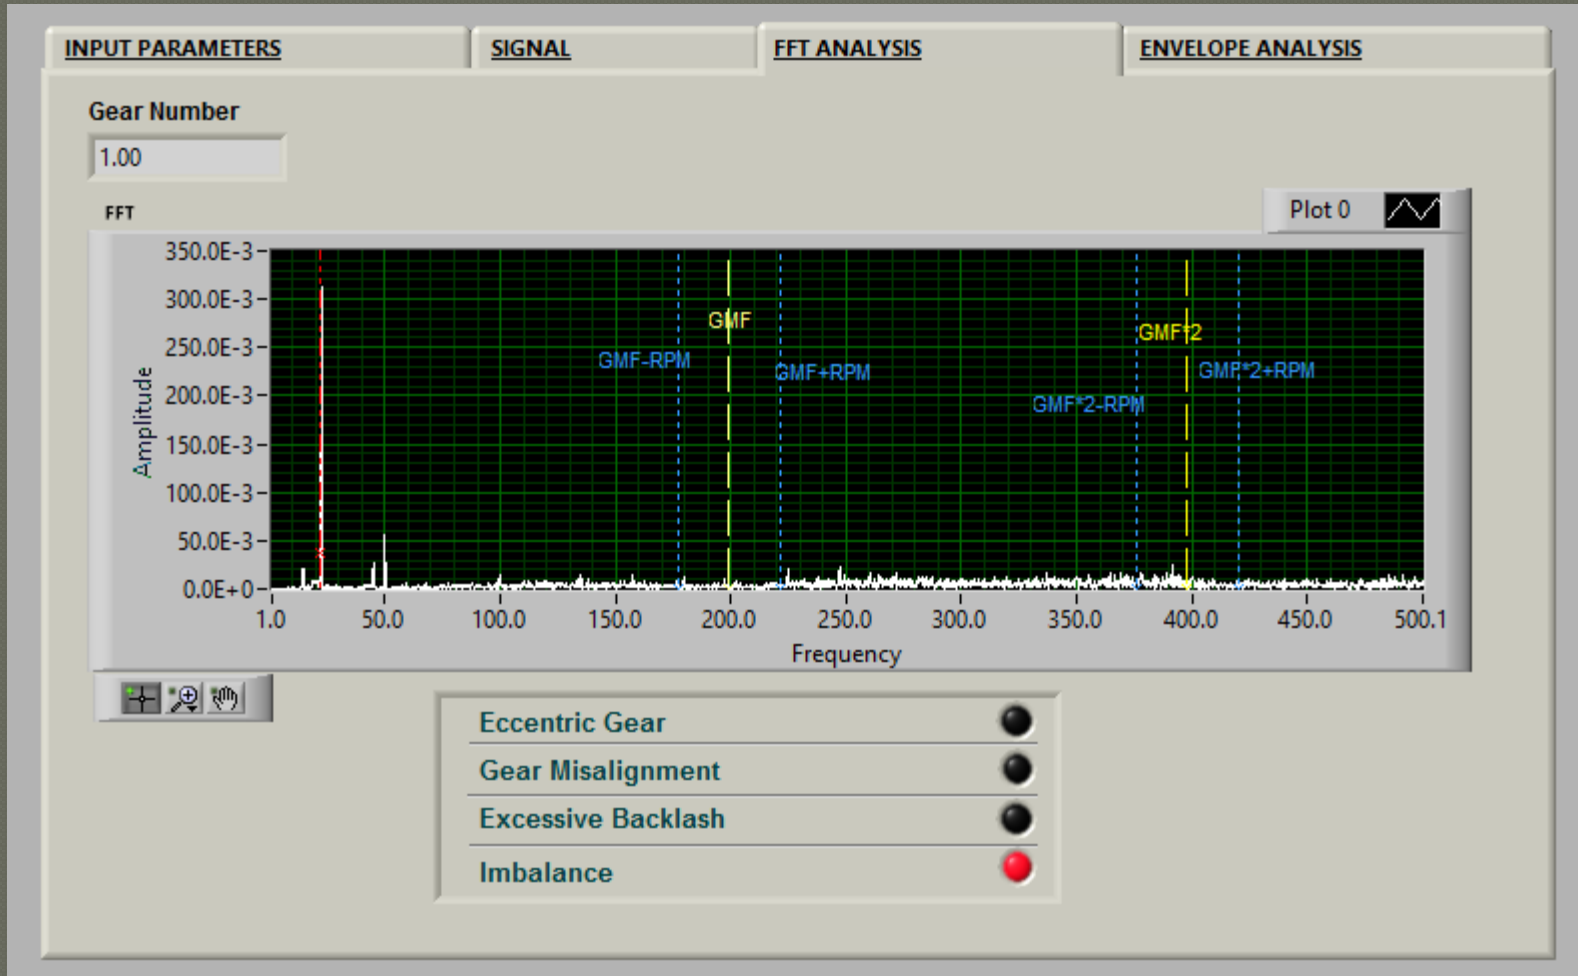 INPUT PARAMETERS
SIGNAL
FFT ANALYSIS
ENVELOPE ANALYSIS
Gear Number
1.00
FFT
Plot 0
350.0E-3
300.0E-3
250.0E-3
200.0E-3
150.0E-3
100.0E-3
50.0E-3
0.0E+0
Amplitude
GMF
GMF*2
GMF-RPM
GMF+RPM
GMF*2+RPM
GMF*2-RPM
1.0 50.0 100.0 150.0 200.0 250.0 300.0 350.0 400.0 450.0 500.1
Frequency
Eccentric Gear
Gear Misalignment
Excessive Backlash
Imbalance